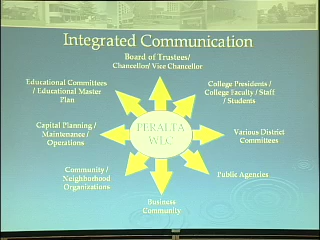 Integrated Communication
Board of Trustees/
Chancellor/ Vice Chancellor
Educational Committees
/ Educational Master
Plan
College Presidents /
College Faculty / Staff
/ Students
Capital Planning /
Maintenance /
Operations
PERALTA
WLC
Various District
Committees
Community /
Neighborhood
Organizations
Public Agencies
Business
Community